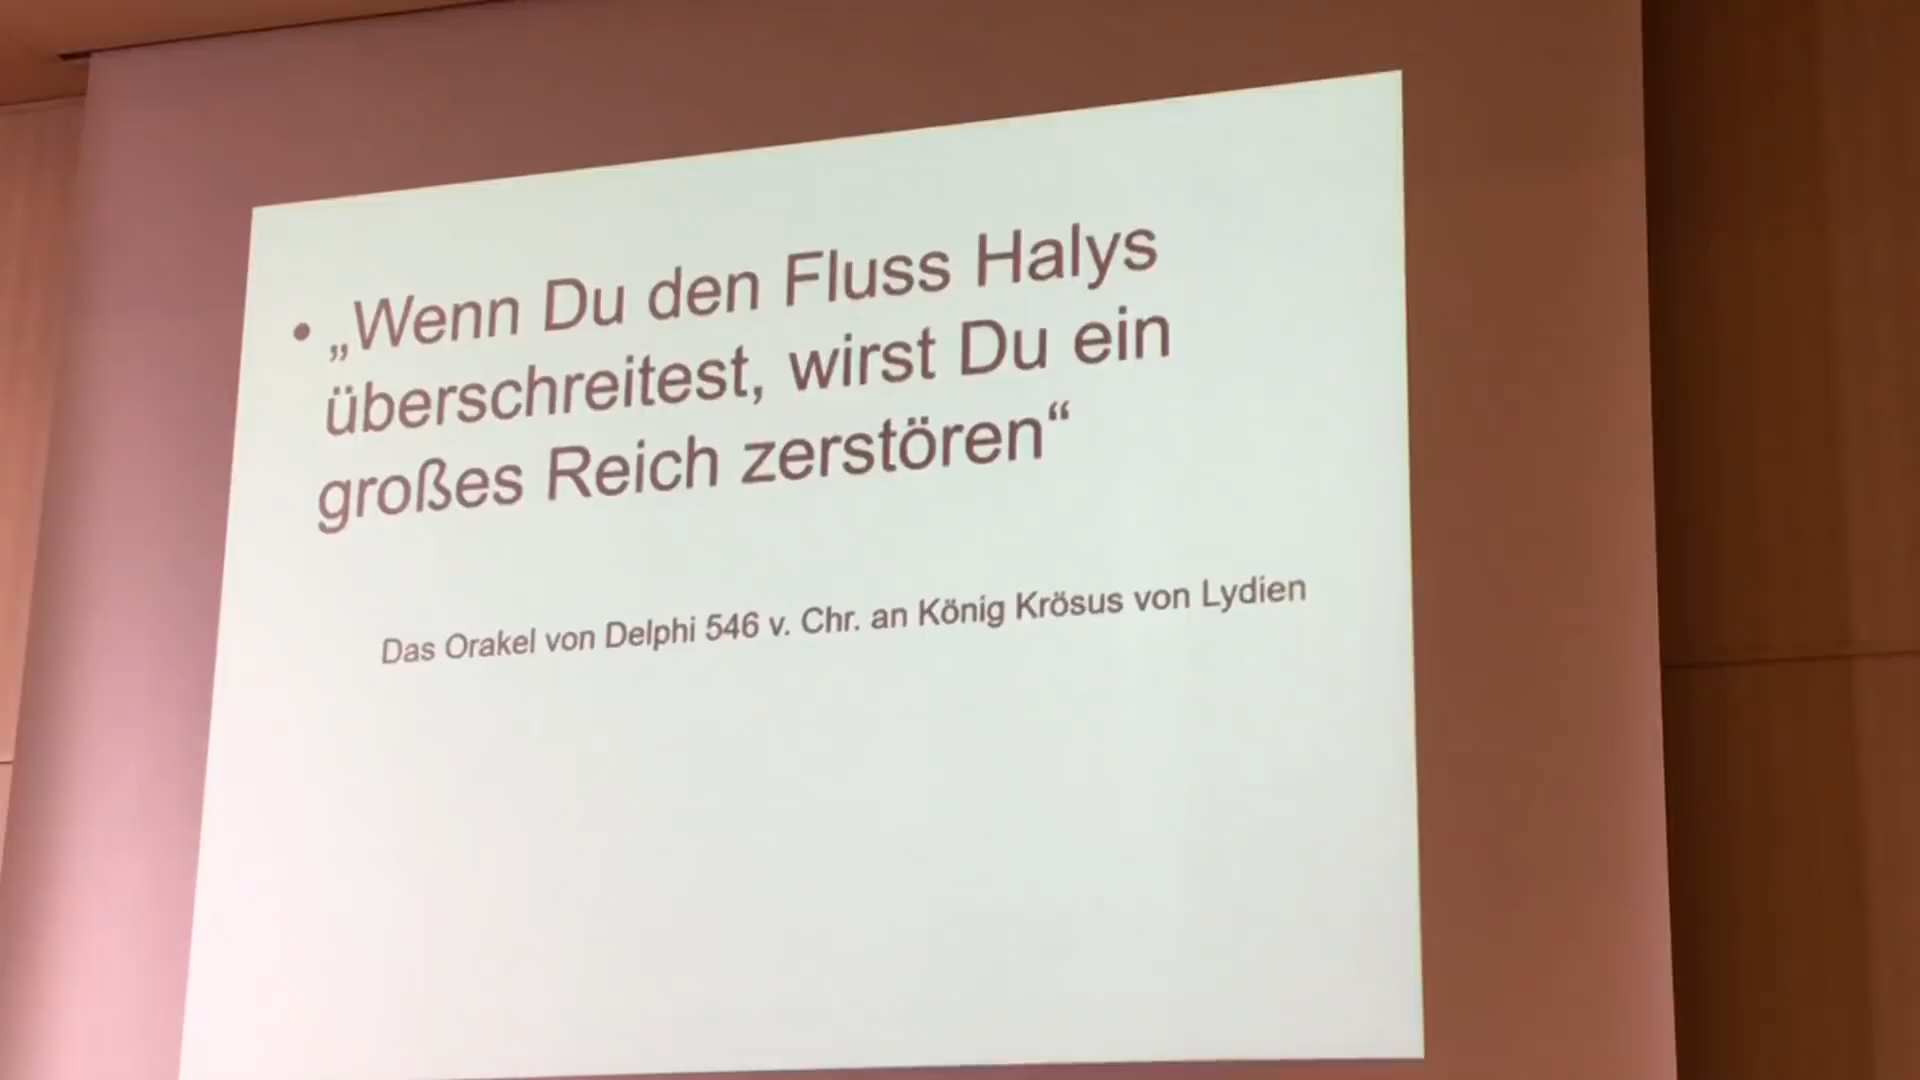 • „Wenn Du den Fluss Halys
überschreitest, wirst Du ein
großes Reich zerstören“
Das Orakel von Delphi 546 v. Chr. an König Krösus von Lydien